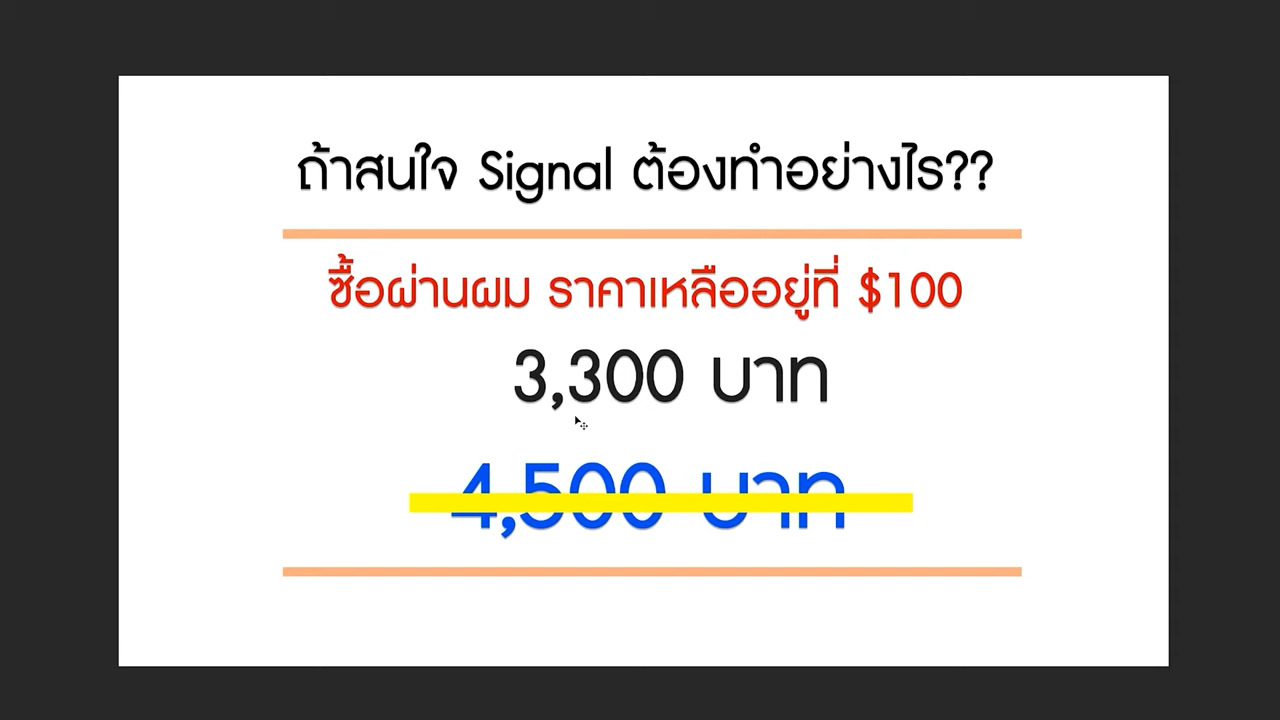 ถ้าสนใจ Signal ต้องทำอย่างไร??
ซื้อผ่านผม ราคาเหลืออยู่ที่ $100
3,300 บาท
4,500 บาท